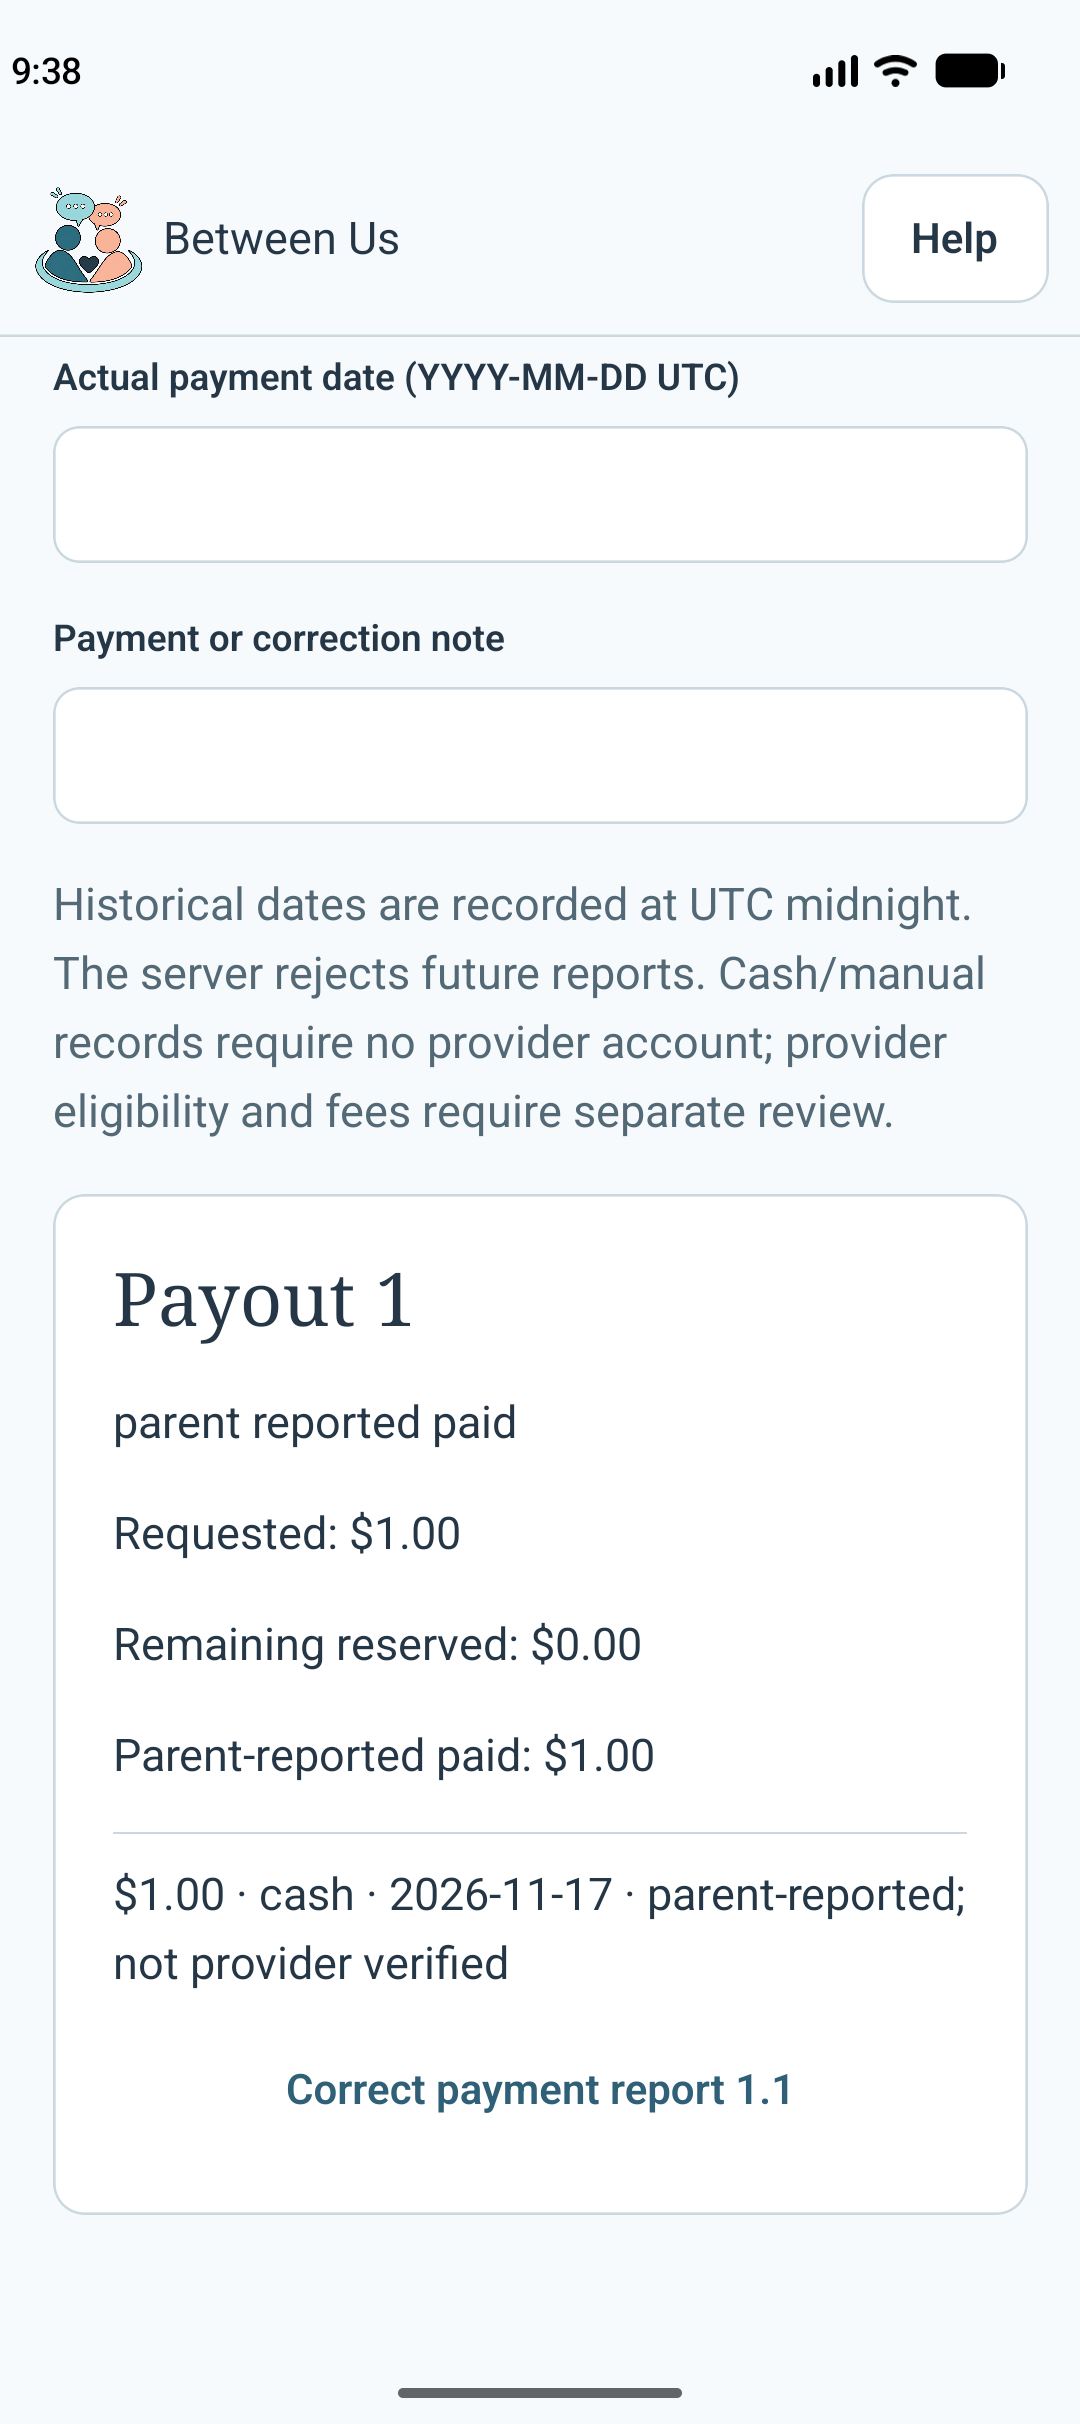 9:38
Between Us
Help
Actual payment date (YYYY-MM-DD UTC)
Payment or correction note
Historical dates are recorded at UTC midnight.
The server rejects future reports. Cash/manual
records require no provider account; provider
eligibility and fees require separate review.
Payout 1
parent reported paid
Requested: $1.00
Remaining reserved: $0.00
Parent-reported paid: $1.00
$1.00 · cash · 2026-11-17 · parent-reported;
not provider verified
Correct payment report 1.1